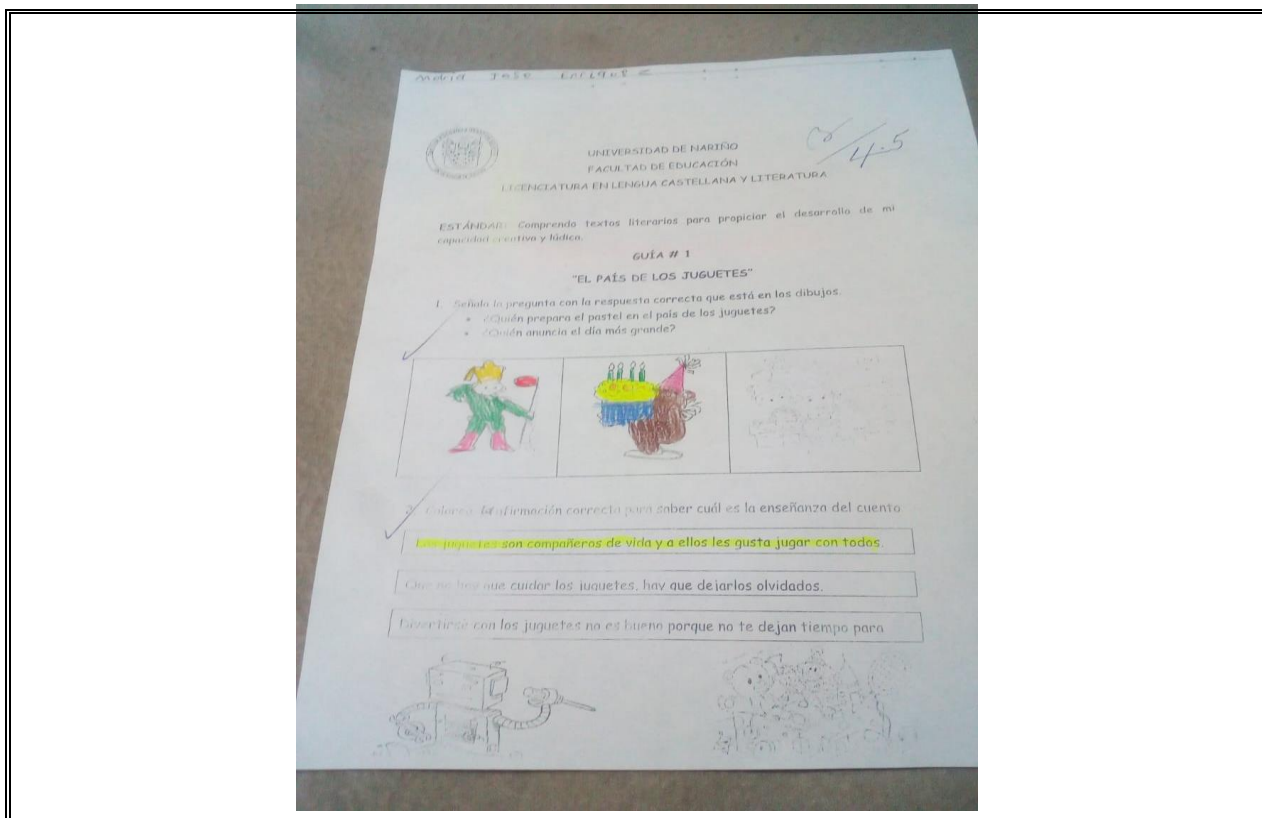 Maria Jose Enriquez
4.5
UNIVERSIDAD DE NARIÑO
FACULTAD DE EDUCACIÓN
LICENCIATURA EN LENGUA CASTELLANA Y LITERATURA
ESTÁNDAR: Comprendo textos literarios para propiciar el desarrollo de mi
capacidad creativa y lúdica.
GUÍA # 1
"EL PAÍS DE LOS JUGUETES"
1. Señala la pregunta con la respuesta correcta que está en los dibujos.
• ¿Quién prepara el pastel en el país de los juguetes?
• ¿Quién anuncia el día más grande?
2. Colorea la afirmación correcta para saber cuál es la enseñanza del cuento
Los juguetes son compañeros de vida y a ellos les gusta jugar con todos.
Que no hay que cuidar los juguetes, hay que dejarlos olvidados.
Divertirse con los juguetes no es bueno porque no te dejan tiempo para